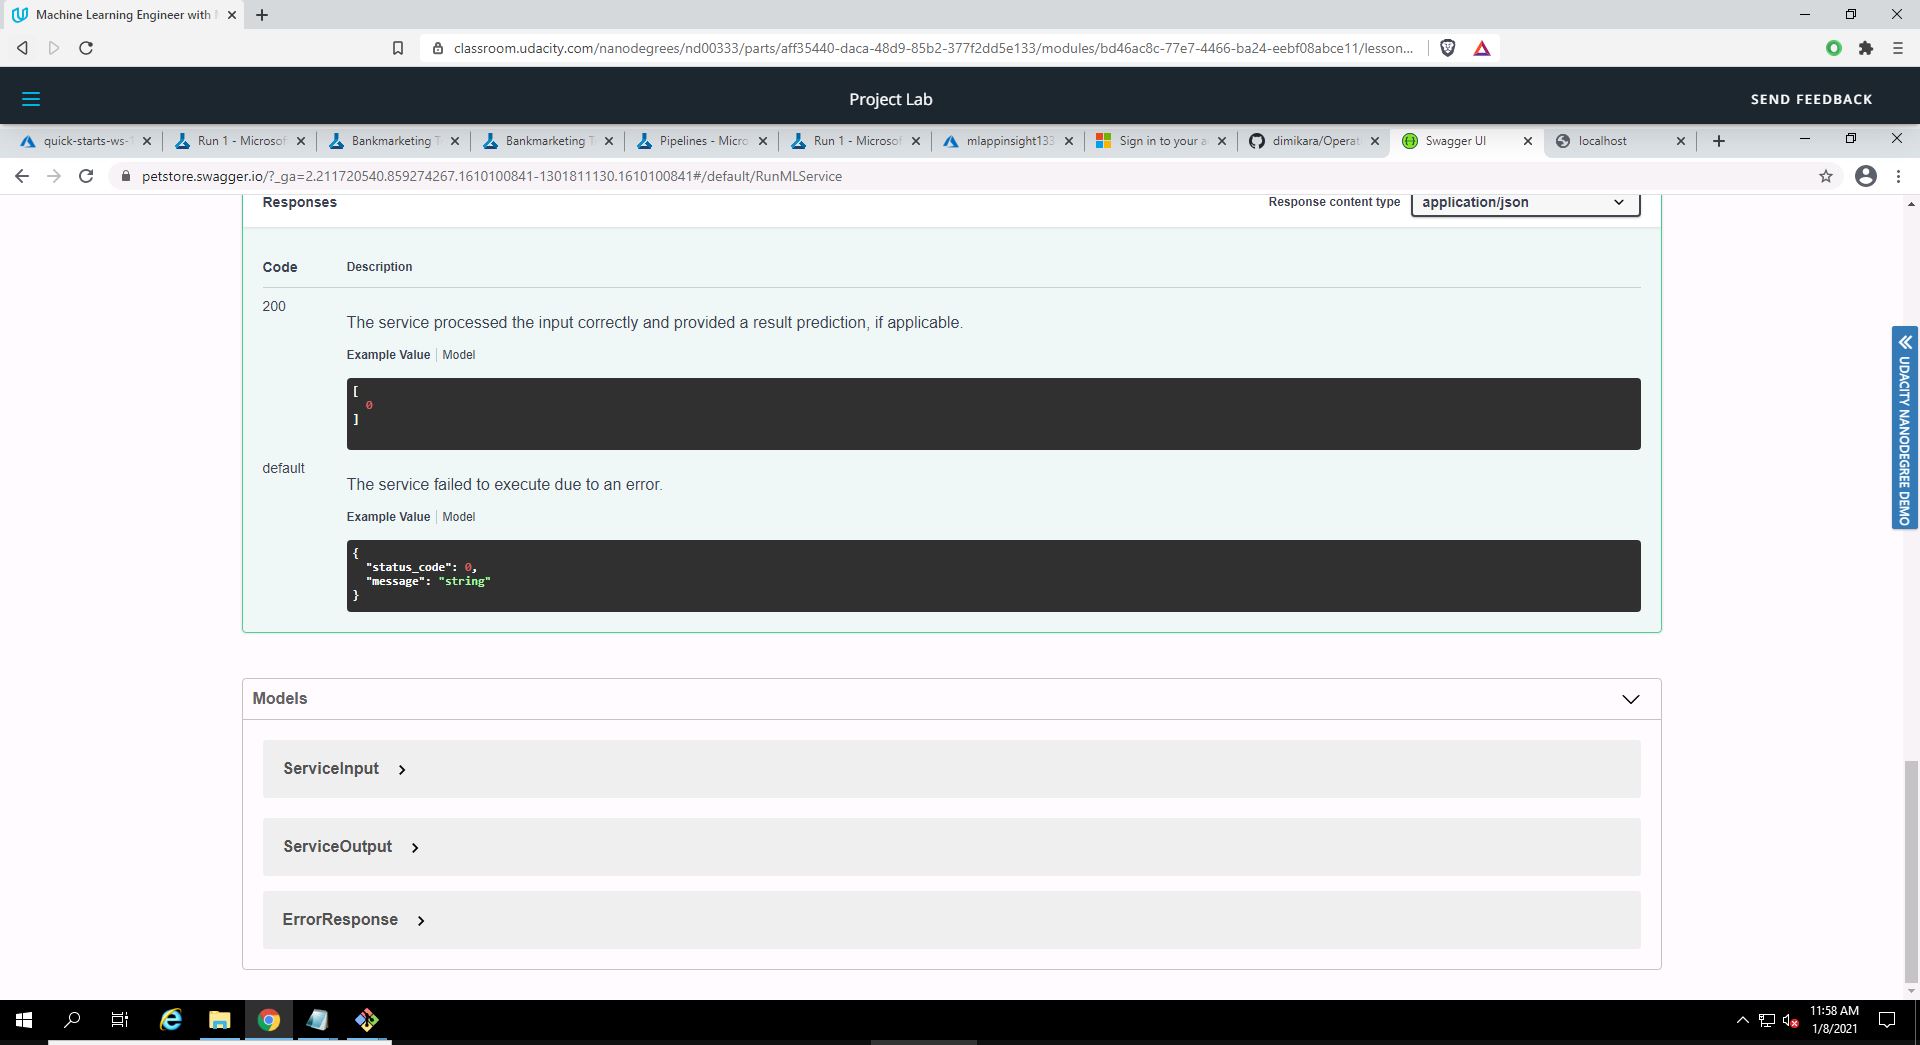 Machine Learning Engineer with
classroom.udacity.com/nanodegrees/nd00333/parts/aff35440-daca-48d9-85b2-377f2dd5e133/modules/bd46ac8c-77e7-4466-ba24-eebf08abce11/lesson...
Project Lab
SEND FEEDBACK
quick-starts-ws-1 Run 1 - Microsof Bankmarketing T Bankmarketing T Pipelines - Micro Run 1 - Microsof mlappinsight133 Sign in to your a dimikara/Operat Swagger UI localhost
petstore.swagger.io/?_ga=2.211720540.859274267.1610100841-1301811130.1610100841#/default/RunMLService
Responses Response content type application/json
Code Description
200
The service processed the input correctly and provided a result prediction, if applicable.
Example Value Model
[
0
]
default
The service failed to execute due to an error.
Example Value Model
{
"status_code": 0,
"message": "string"
}
UDACITY NANODEGREE DEMO
Models
ServiceInput
ServiceOutput
ErrorResponse
11:58 AM
1/8/2021